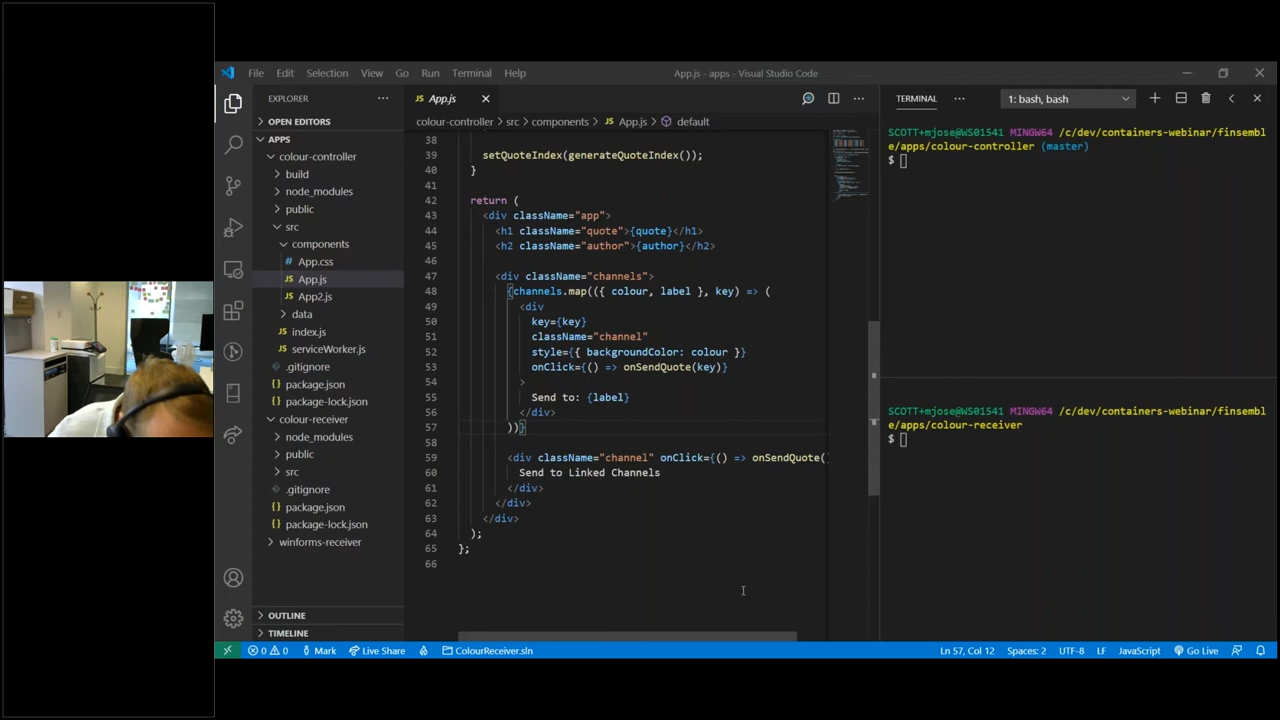 File Edit Selection View Go Run Terminal Help
App.js - apps - Visual Studio Code
EXPLORER
OPEN EDITORS
APPS
colour-controller
build
node_modules
public
src
components
# App.css
JS App.js
JS App2.js
data
JS index.js
JS serviceWorker.js
.gitignore
{} package.json
{} package-lock.json
colour-receiver
node_modules
public
src
.gitignore
{} package.json
{} package-lock.json
winforms-receiver
OUTLINE
TIMELINE
JS App.js
colour-controller > src > components > JS App.js > default
38
39 setQuoteIndex(generateQuoteIndex());
40 }
41
42 return (
43 <div className="app">
44 <h1 className="quote">{quote}</h1>
45 <h2 className="author">{author}</h2>
46
47 <div className="channels">
48 {channels.map(({ colour, label }, key) => (
49 <div
50 key={key}
51 className="channel"
52 style={{ backgroundColor: colour }}
53 onClick={() => onSendQuote(key)}
54 >
55 Send to: {label}
56 </div>
57 ))}
58
59 <div className="channel" onClick={() => onSendQuote()
60 Send to Linked Channels
61 </div>
62 </div>
63 </div>
64 );
65 };
66
TERMINAL
1: bash, bash
SCOTT+mjose@WS01541 MINGW64 /c/dev/containers-webinar/finsembl
e/apps/colour-controller (master)
$
SCOTT+mjose@WS01541 MINGW64 /c/dev/containers-webinar/finsembl
e/apps/colour-receiver
$
0 0 Mark Live Share ColourReceiver.sln Ln 57, Col 12 Spaces: 2 UTF-8 LF JavaScript Go Live